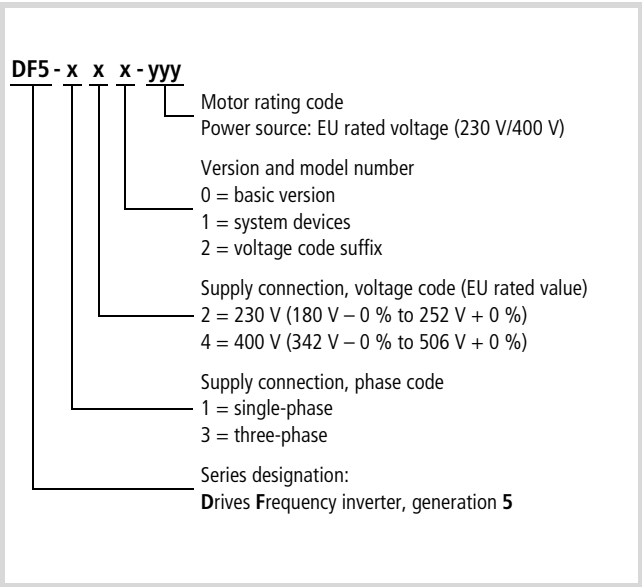 DF5 - x x x - yyy
Motor rating code
Power source: EU rated voltage (230 V/400 V)
Version and model number
0 = basic version
1 = system devices
2 = voltage code suffix
Supply connection, voltage code (EU rated value)
2 = 230 V (180 V – 0 % to 252 V + 0 %)
4 = 400 V (342 V – 0 % to 506 V + 0 %)
Supply connection, phase code
1 = single-phase
3 = three-phase
Series designation:
Drives Frequency inverter, generation 5